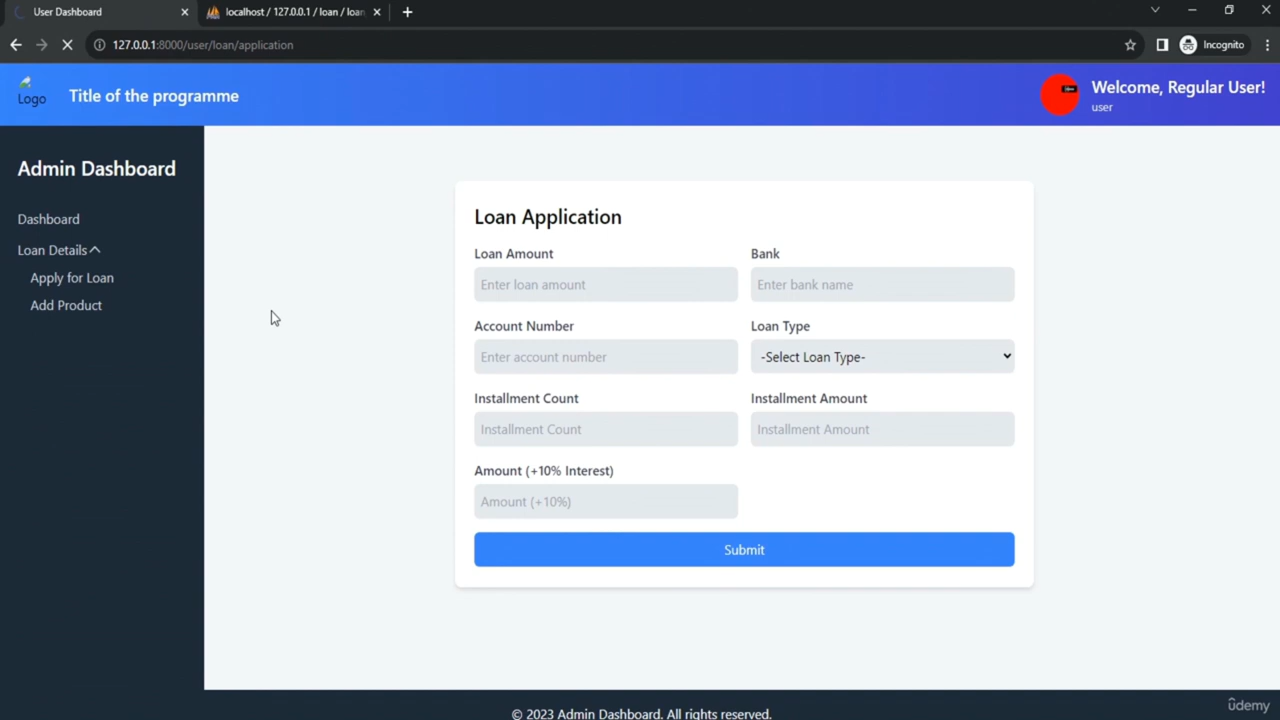 User Dashboard
localhost / 127.0.0.1 / loan / loan
127.0.0.1:8000/user/loan/application
Incognito
Logo
Title of the programme
Welcome, Regular User!
user
Admin Dashboard
Dashboard
Loan Details
Apply for Loan
Add Product
Loan Application
Loan Amount
Bank
Enter loan amount
Enter bank name
Account Number
Loan Type
Enter account number
-Select Loan Type-
Installment Count
Installment Amount
Installment Count
Installment Amount
Amount (+10% Interest)
Amount (+10%)
Submit
© 2023 Admin Dashboard. All rights reserved.
ûdemy